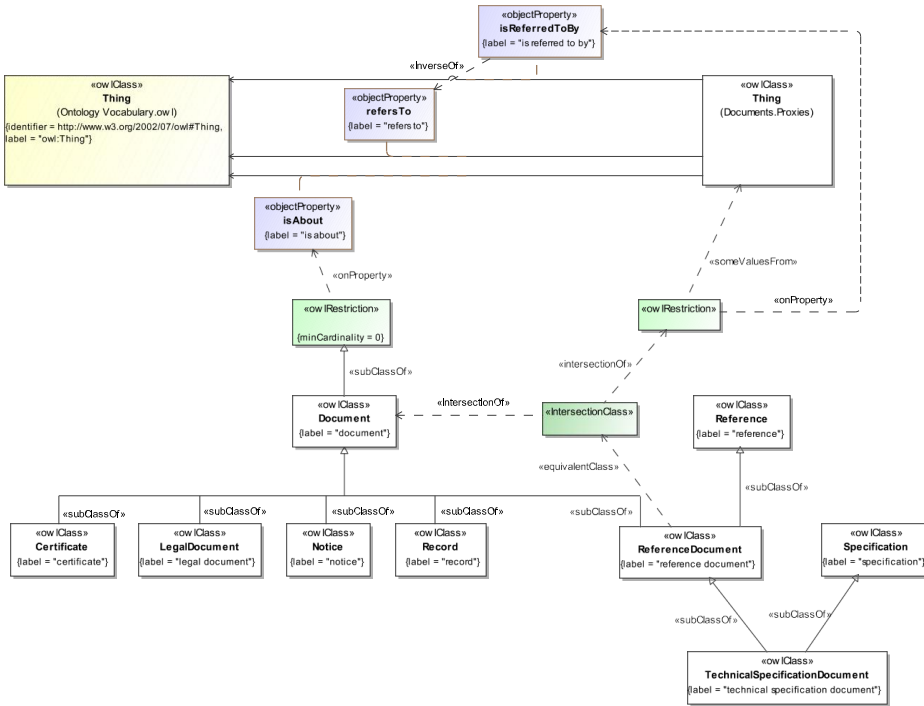 «objectProperty»
isReferredToBy
{label = "is referred to by"}
«InverseOf»
«owlClass»
Thing
(Ontology Vocabulary.owl)
{identifier = http://www.w3.org/2002/07/owl#Thing,
label = "owl:Thing"}
«objectProperty»
refersTo
{label = "refers to"}
«owlClass»
Thing
(Documents.Proxies)
«objectProperty»
isAbout
{label = "is about"}
«someValuesFrom»
«onProperty»
«onProperty»
«owlRestriction»
{minCardinality = 0}
«owlRestriction»
«subClassOf»
«intersectionOf»
«owlClass»
Document
{label = "document"}
«IntersectionOf»
«IntersectionClass»
«owlClass»
Reference
{label = "reference"}
«equivalentClass»
«subClassOf»
«subClassOf»
«subClassOf»
«subClassOf»
«subClassOf»
«subClassOf»
«owlClass»
Certificate
{label = "certificate"}
«owlClass»
LegalDocument
{label = "legal document"}
«owlClass»
Notice
{label = "notice"}
«owlClass»
Record
{label = "record"}
«owlClass»
ReferenceDocument
{label = "reference document"}
«owlClass»
Specification
{label = "specification"}
«subClassOf»
«subClassOf»
«owlClass»
TechnicalSpecificationDocument
{label = "technical specification document"}